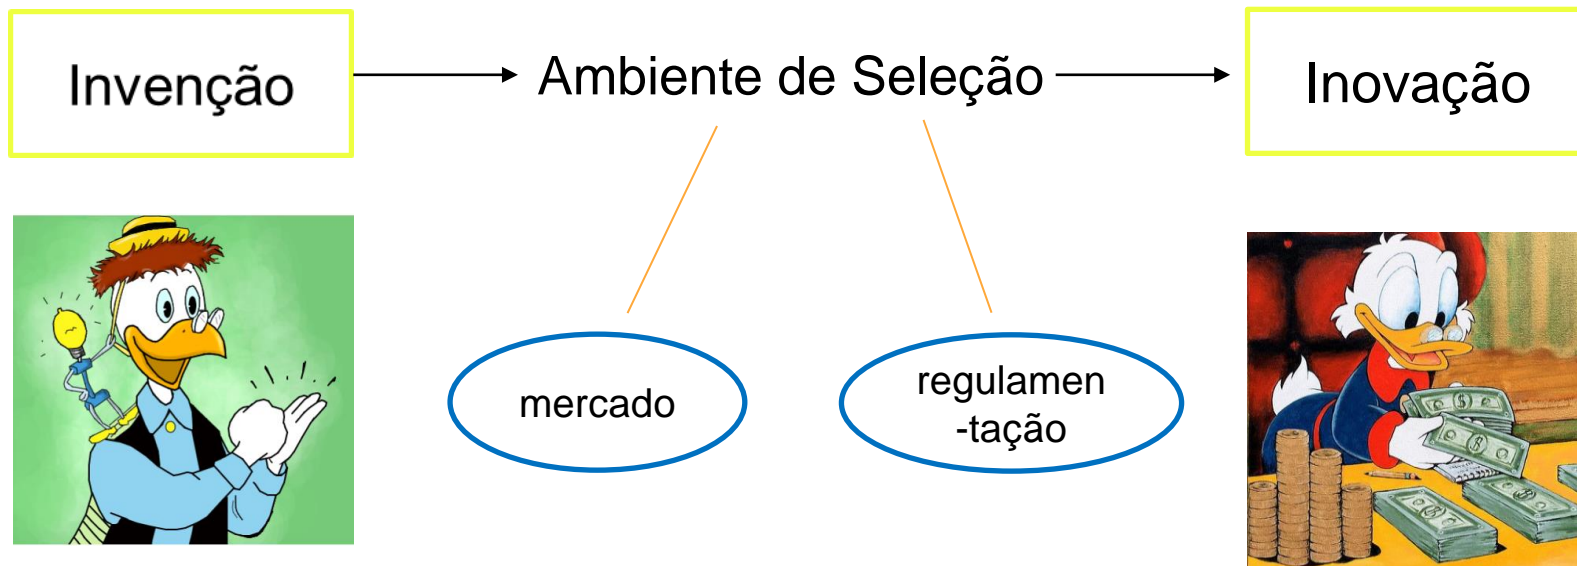 Invenção
Ambiente de Seleção
Inovação
mercado
regulamen
-tação